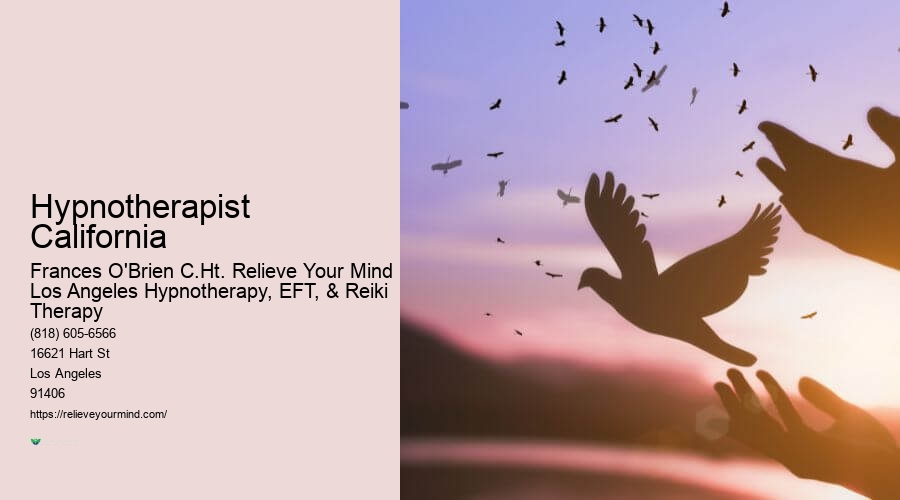 Hypnotherapist
California
Frances O'Brien C.Ht. Relieve Your Mind
Los Angeles Hypnotherapy, EFT, & Reiki
Therapy
(818) 605-6566
16621 Hart St
Los Angeles
91406
https://relieveyourmind.com/